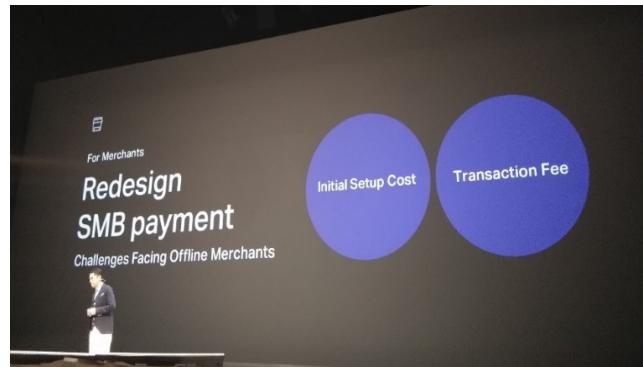 For Merchants
Redesign
SMB payment
Challenges Facing Offline Merchants
Initial Setup Cost
Transaction Fee